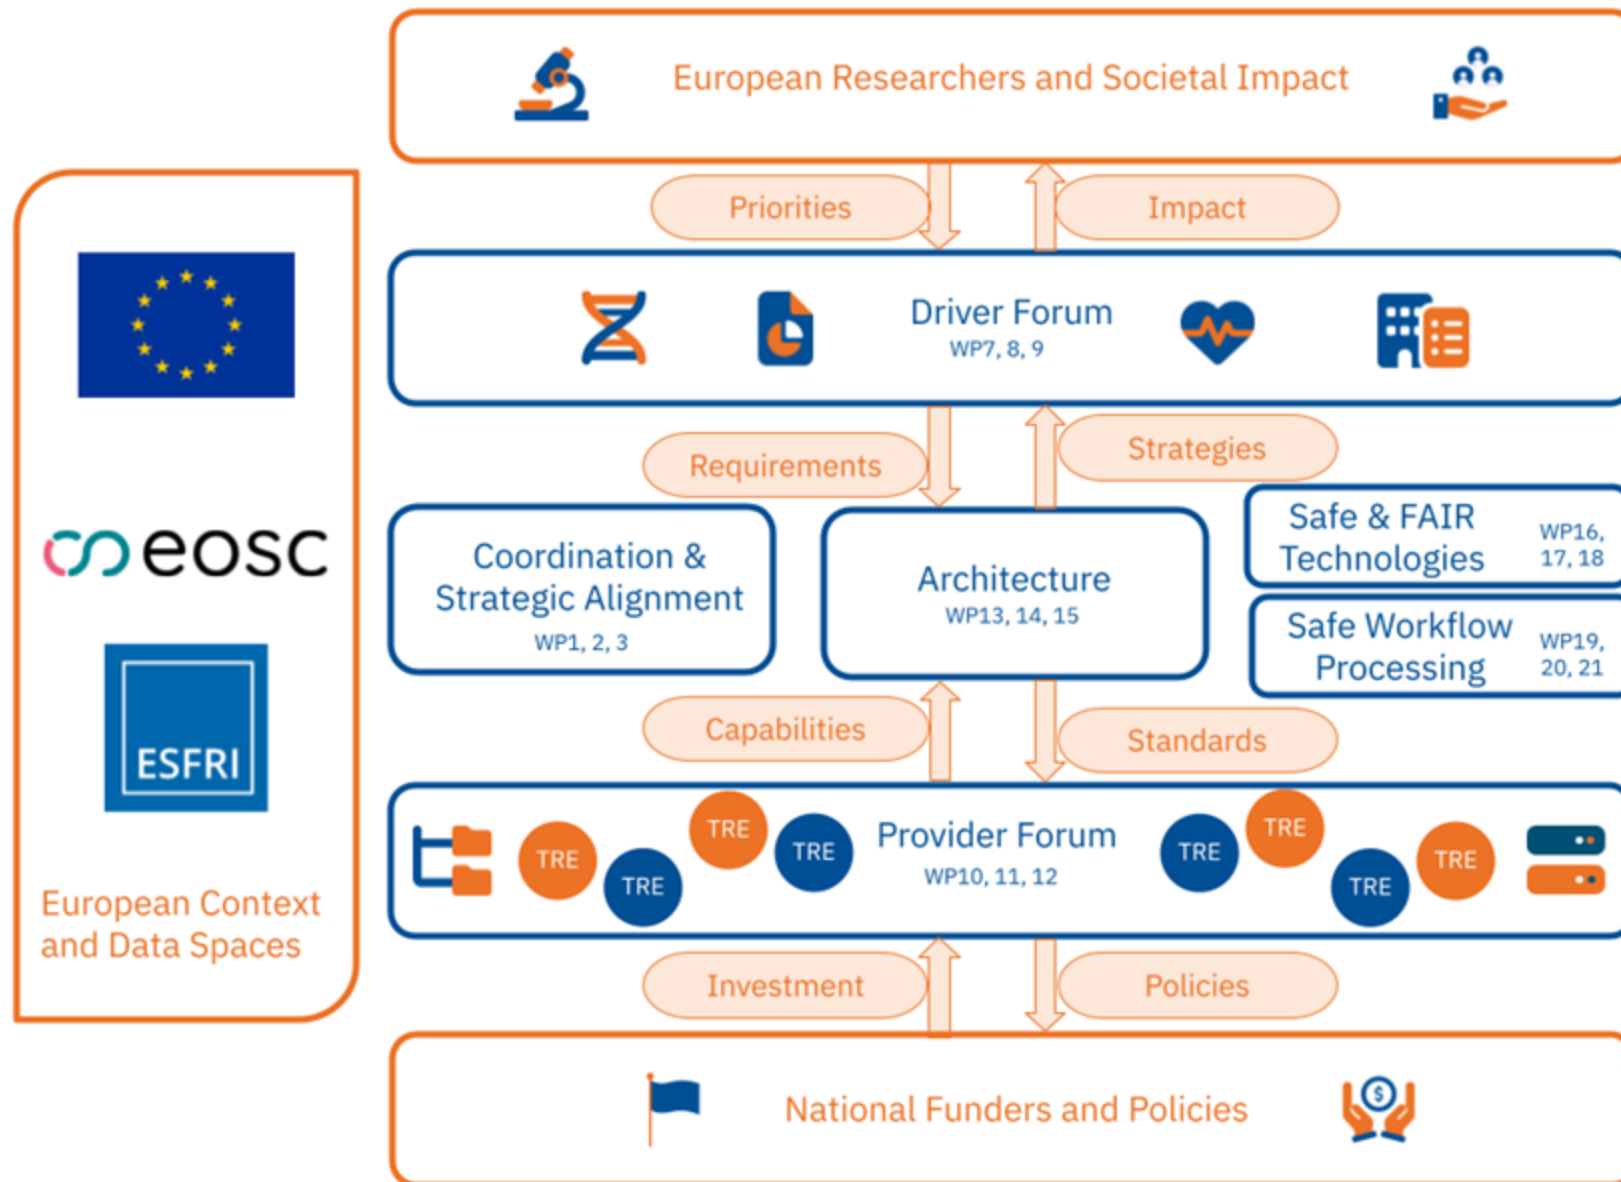 European Researchers and Societal Impact
Priorities
Impact
Driver Forum
WP7, 8, 9
Requirements
Strategies
Coordination &
Strategic Alignment
WP1, 2, 3
Architecture
WP13, 14, 15
Safe & FAIR
Technologies
WP16,
17, 18
Safe Workflow
Processing
WP19,
20, 21
Capabilities
Standards
Provider Forum
WP10, 11, 12
TRE
TRE
TRE
TRE
TRE
TRE
TRE
TRE
Investment
Policies
National Funders and Policies
$
eosc
ESFRI
European Context
and Data Spaces